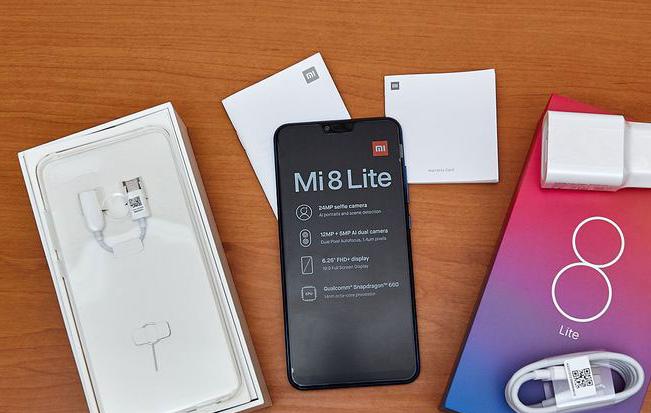 mi
mi
mi
Mi 8 Lite
24MP selfie camera
AI portraits and scene detection
12MP + 5MP AI dual camera
Dual Pixel Autofocus, 1.4μm pixels
6.26" FHD+ display
19:9 Full Screen Display
CPU
Qualcomm® Snapdragon™ 660
14nm octa-core processor
Warranty Card
8
Lite